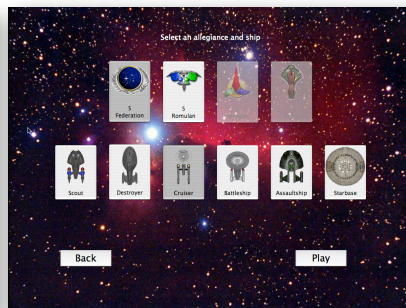 Select an allegiance and ship
5
Federation
5
Romulan
Scout
Destroyer
Cruiser
Battleship
Assaultship
Starbase
Back
Play